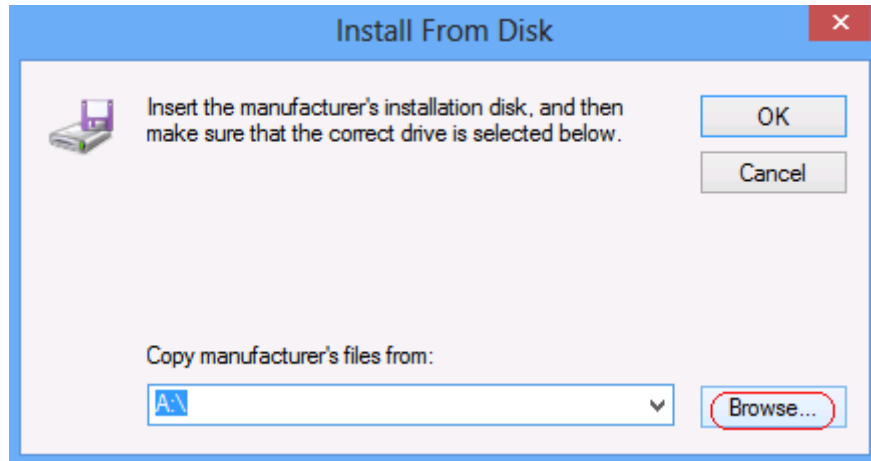 Install From Disk
Insert the manufacturer's installation disk, and then
make sure that the correct drive is selected below.
OK
Cancel
Copy manufacturer's files from:
A:\
Browse...